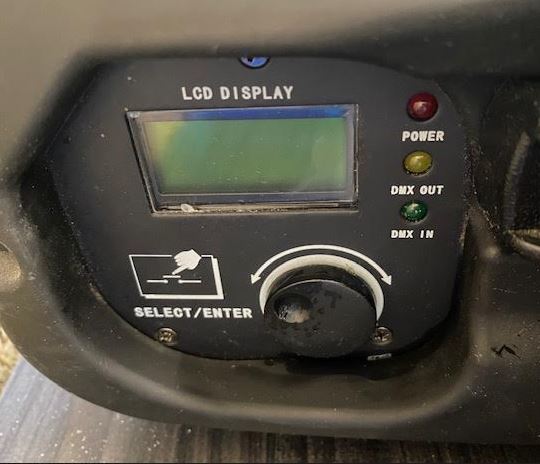 LCD DISPLAY
POWER
DMX OUT
DMX IN
SELECT/ENTER